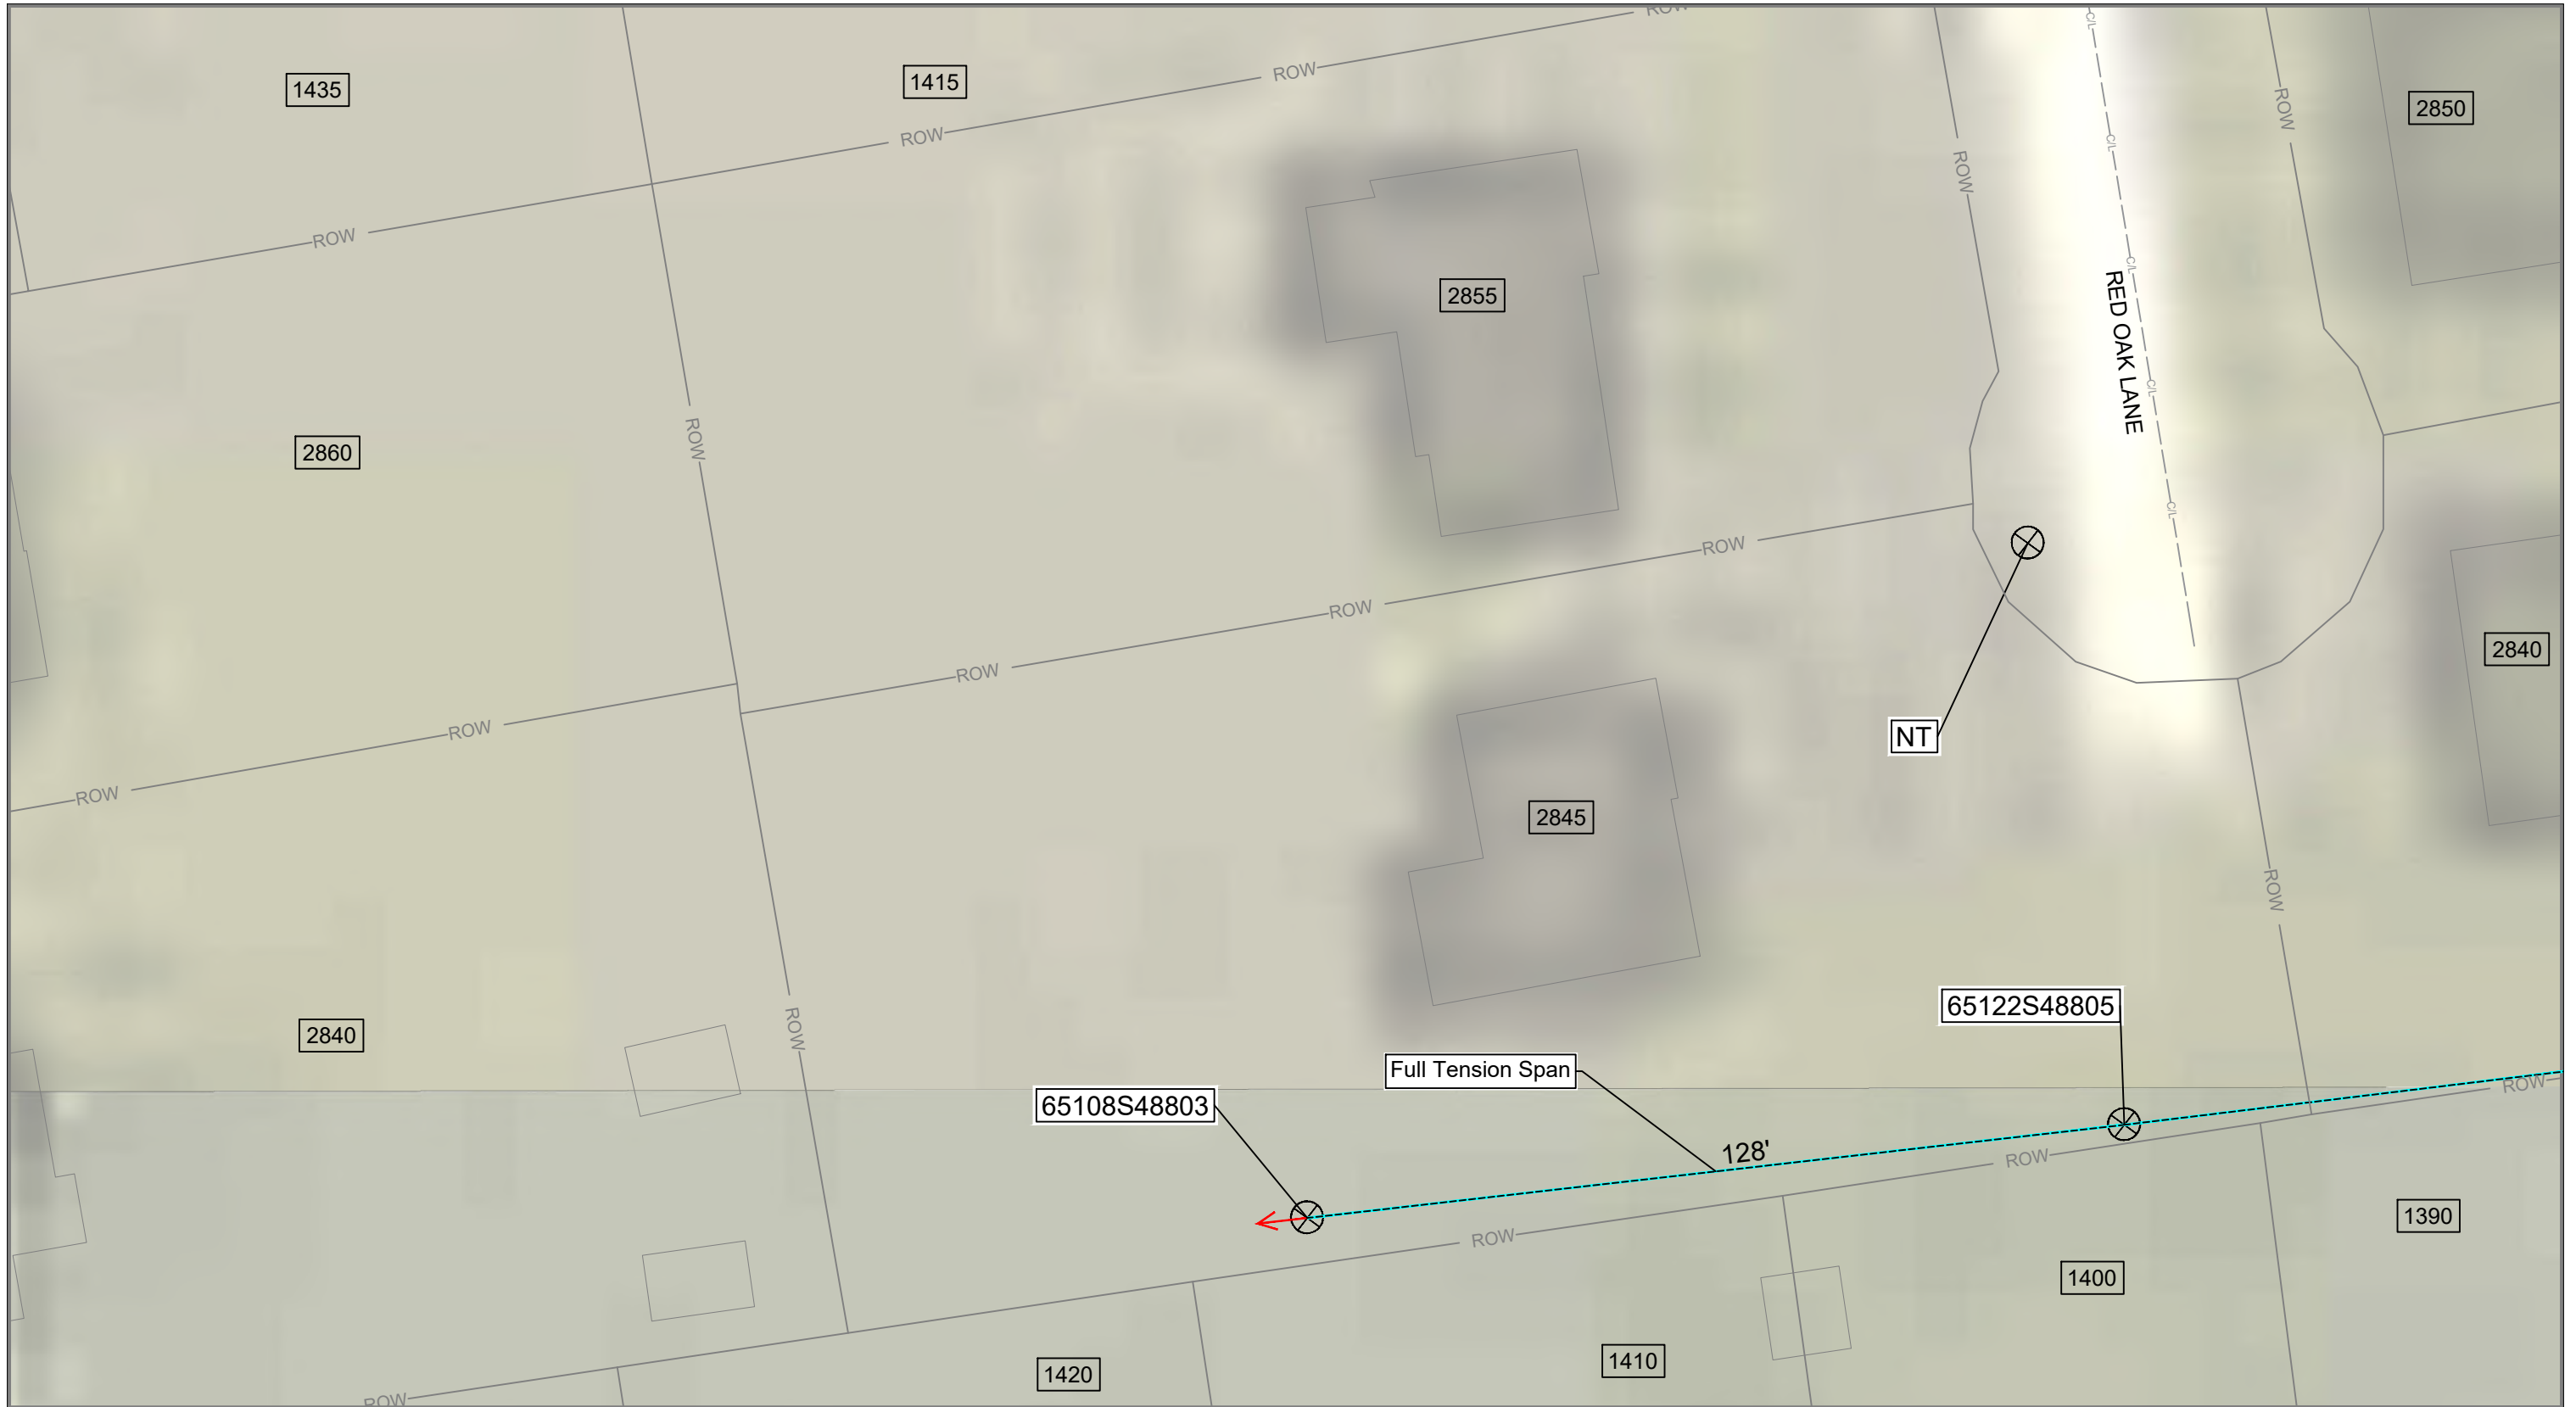 ROW
C/L
1435
1415
ROW
2850
ROW
ROW
C/L
ROW
ROW
C/L
2855
RED OAK LANE
C/L
ROW
2860
C/L
ROW
ROW
2840
ROW
ROW
NT
ROW
2845
ROW
65122S48805
ROW
2840
Full Tension Span
ROW
65108S48803
128'
ROW
1390
ROW
1400
1410
1420
ROW